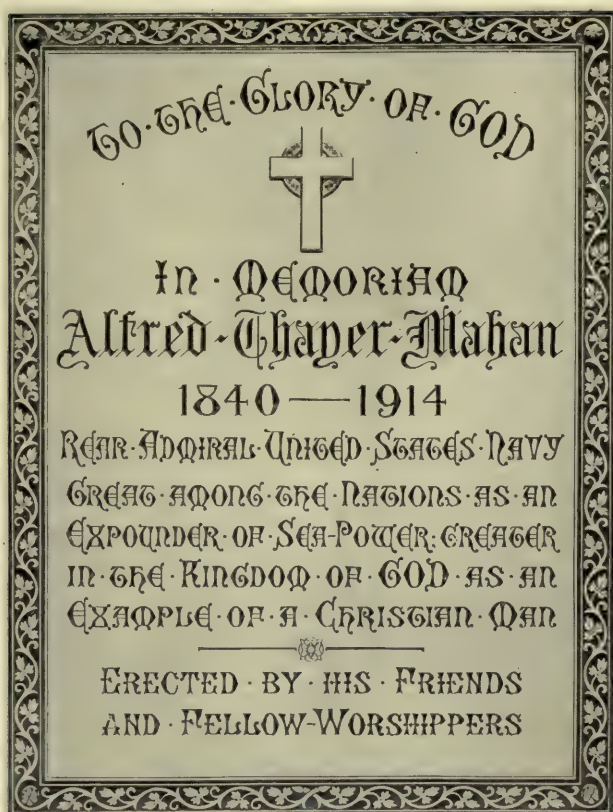 TO·THE·GLORY·OF·GOD
IN·MEMORIAM
Alfred·Thayer·Mahan
1840—1914
REAR·ADMIRAL·UNITED·STATES·NAVY
GREAT·AMONG·THE·NATIONS·AS·AN
EXPOUNDER·OF·SEA-POWER:GREATER
IN·THE·KINGDOM·OF·GOD·AS·AN
EXAMPLE·OF·A·CHRISTIAN·MAN
ERECTED·BY·HIS·FRIENDS
AND·FELLOW-WORSHIPPERS